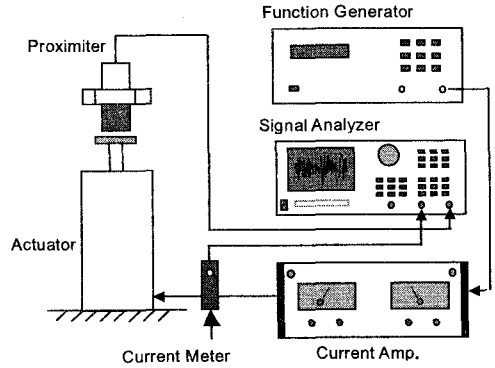 Function Generator
Proximiter
Signal Analyzer
Actuator
Current Meter
Current Amp.